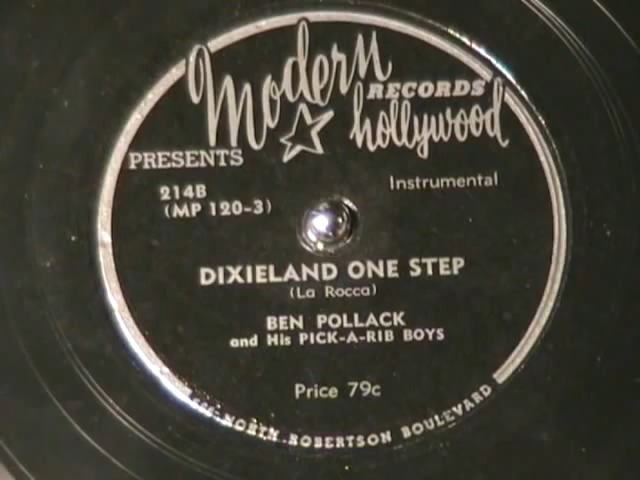 Modern
RECORDS
hollywood
PRESENTS
214B
(MP 120-3)
Instrumental
DIXIELAND ONE STEP
(La Rocca)
BEN POLLACK
and His PICK-A-RIB BOYS
Price 79c
NORTH ROBERTSON BOULEVARD